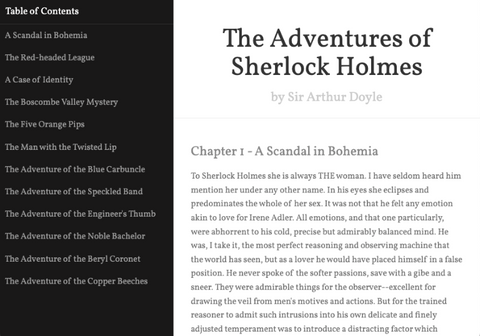 Table of Contents
A Scandal in Bohemia
The Red-headed League
A Case of Identity
The Boscombe Valley Mystery
The Five Orange Pips
The Man with the Twisted Lip
The Adventure of the Blue Carbuncle
The Adventure of the Speckled Band
The Adventure of the Engineer's Thumb
The Adventure of the Noble Bachelor
The Adventure of the Beryl Coronet
The Adventure of the Copper Beeches
The Adventures of
Sherlock Holmes
by Sir Arthur Doyle
Chapter 1 - A Scandal in Bohemia
To Sherlock Holmes she is always THE woman. I have seldom heard him
mention her under any other name. In his eyes she eclipses and
predominates the whole of her sex. It was not that he felt any emotion
akin to love for Irene Adler. All emotions, and that one particularly,
were abhorrent to his cold, precise but admirably balanced mind. He
was, I take it, the most perfect reasoning and observing machine that
the world has seen, but as a lover he would have placed himself in a false
position. He never spoke of the softer passions, save with a gibe and a
sneer. They were admirable things for the observer--excellent for
drawing the veil from men's motives and actions. But for the trained
reasoner to admit such intrusions into his own delicate and finely
adjusted temperament was to introduce a distracting factor which